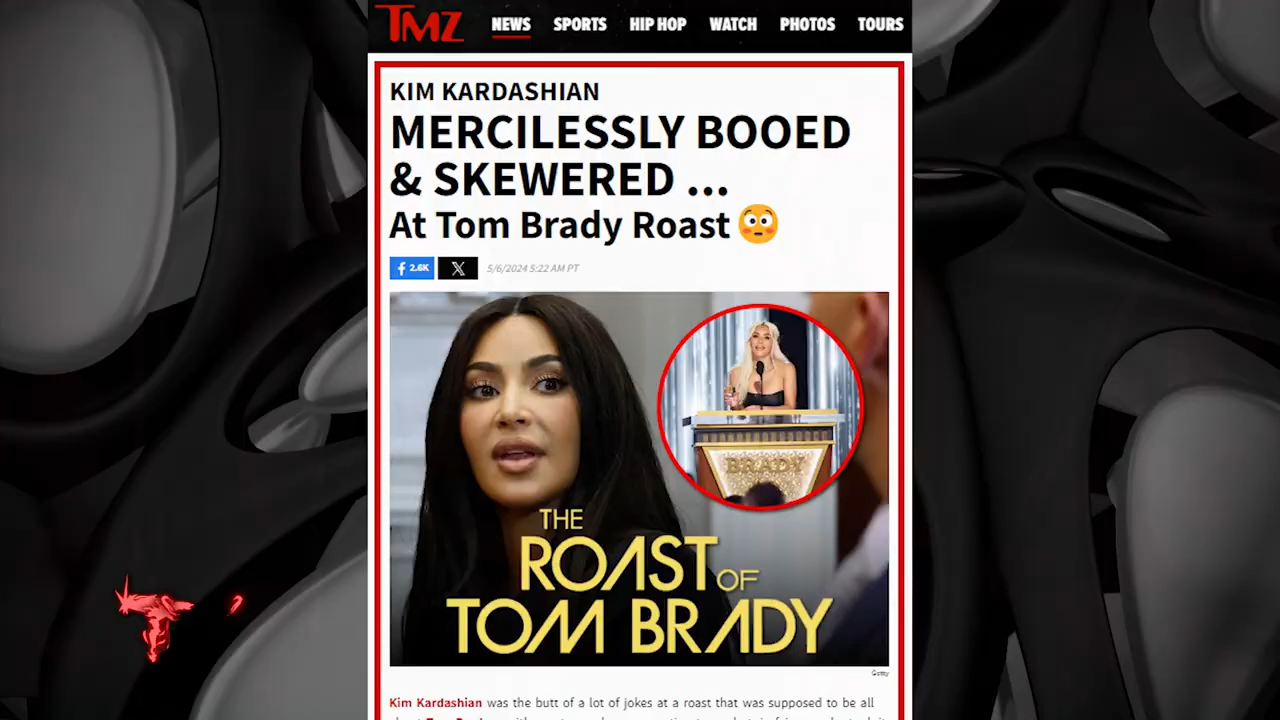 TMZ NEWS SPORTS HIP HOP WATCH PHOTOS TOURS
KIM KARDASHIAN
MERCILESSLY BOOED
& SKEWERED ...
At Tom Brady Roast 😳
f 2.6K X 5/6/2024 5:22 AM PT
BRADY
THE
ROAST OF
TOM BRADY
Getty
Kim Kardashian was the butt of a lot of jokes at a roast that was supposed to be all